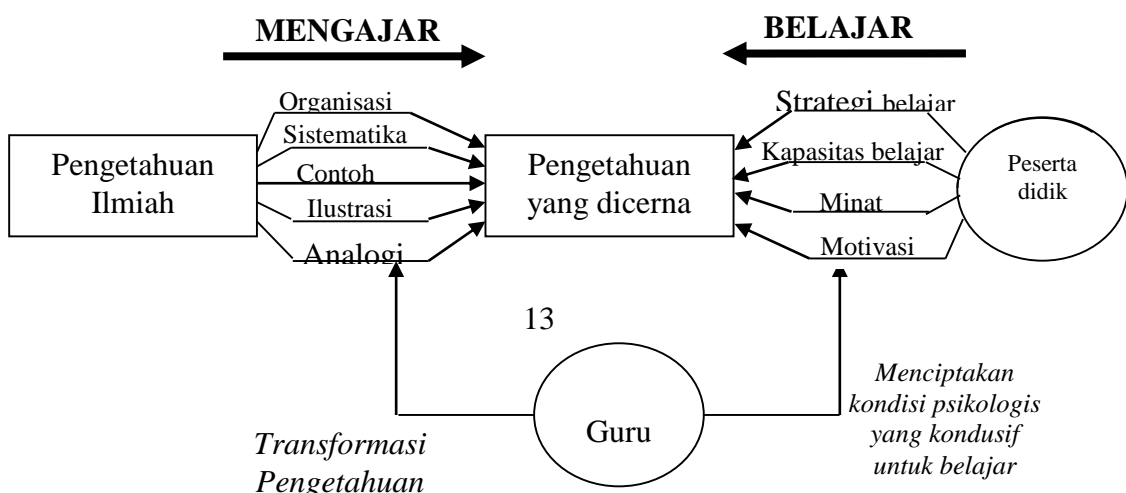 MENGAJAR
BELAJAR
Organisasi
Sistematika
Contoh
Ilustrasi
Analogi
Pengetahuan
Ilmiah
Pengetahuan
yang dicerna
Strategi belajar
Kapasitas belajar
Minat
Motivasi
Peserta
didik
13
Guru
Transformasi
Pengetahuan
Menciptakan
kondisi psikologis
yang kondusif
untuk belajar